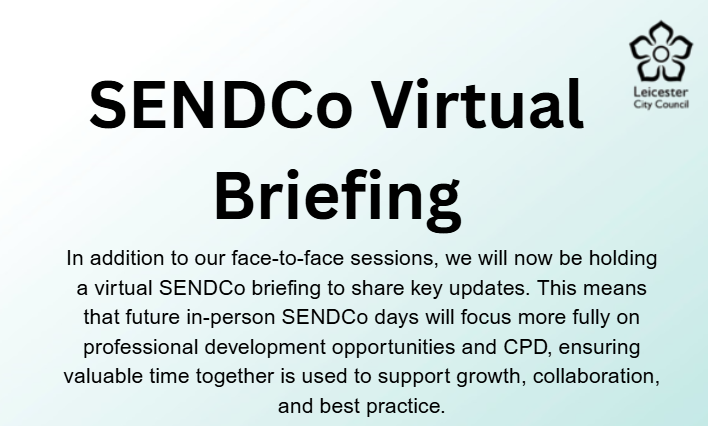 Leicester
City Council
SENDCo Virtual
Briefing
In addition to our face-to-face sessions, we will now be holding
a virtual SENDCo briefing to share key updates. This means
that future in-person SENDCo days will focus more fully on
professional development opportunities and CPD, ensuring
valuable time together is used to support growth, collaboration,
and best practice.